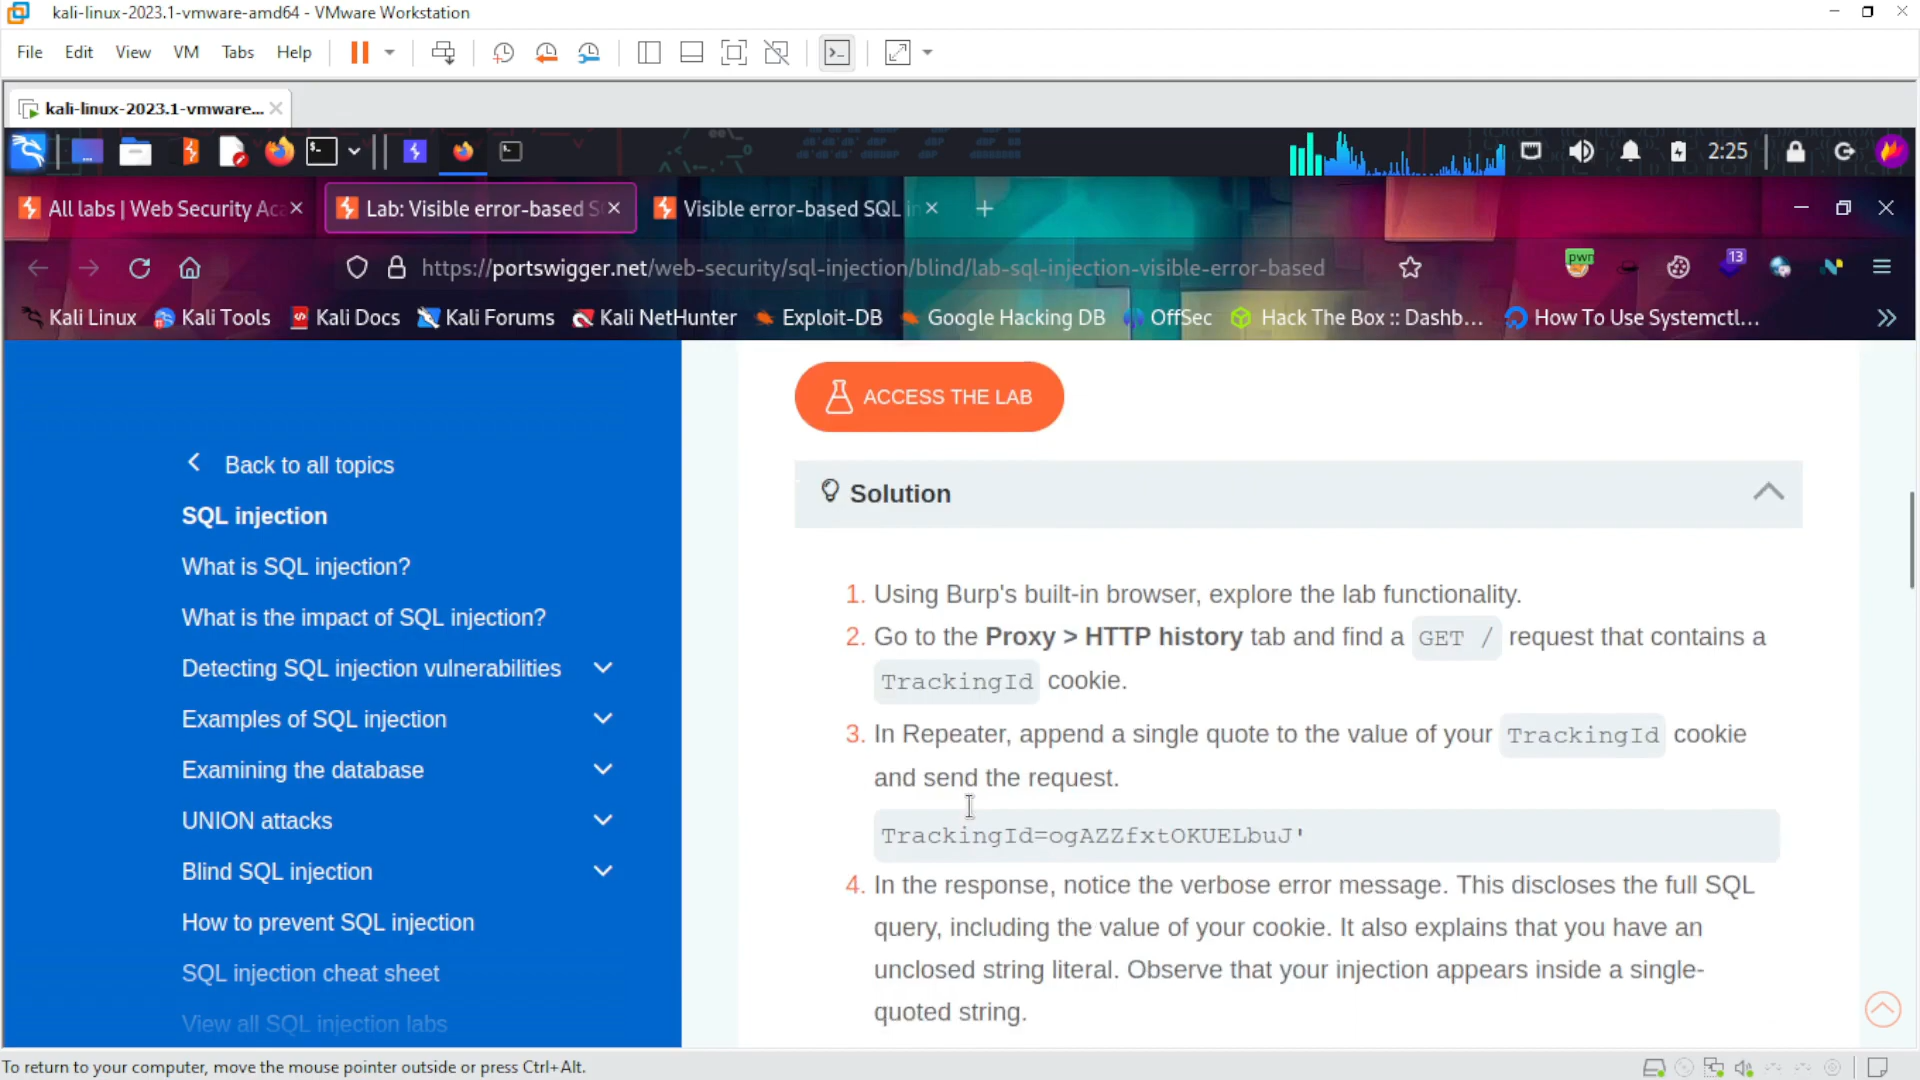 kali-linux-2023.1-vmware-amd64 - VMware Workstation
File Edit View VM Tabs Help
kali-linux-2023.1-vmware...
2:25
All labs | Web Security Aca
Lab: Visible error-based S
Visible error-based SQL in
https://portswigger.net/web-security/sql-injection/blind/lab-sql-injection-visible-error-based
pwn
13
Kali Linux Kali Tools Kali Docs Kali Forums Kali NetHunter Exploit-DB Google Hacking DB OffSec Hack The Box :: Dashb... How To Use Systemctl...
ACCESS THE LAB
Back to all topics
SQL injection
What is SQL injection?
What is the impact of SQL injection?
Detecting SQL injection vulnerabilities
Examples of SQL injection
Examining the database
UNION attacks
Blind SQL injection
How to prevent SQL injection
SQL injection cheat sheet
View all SQL injection labs
Solution
1. Using Burp's built-in browser, explore the lab functionality.
2. Go to the Proxy > HTTP history tab and find a GET / request that contains a
TrackingId cookie.
3. In Repeater, append a single quote to the value of your TrackingId cookie
and send the request.
TrackingId=ogAZZfxtOKUELbuJ'
4. In the response, notice the verbose error message. This discloses the full SQL
query, including the value of your cookie. It also explains that you have an
unclosed string literal. Observe that your injection appears inside a single-
quoted string.
To return to your computer, move the mouse pointer outside or press Ctrl+Alt.